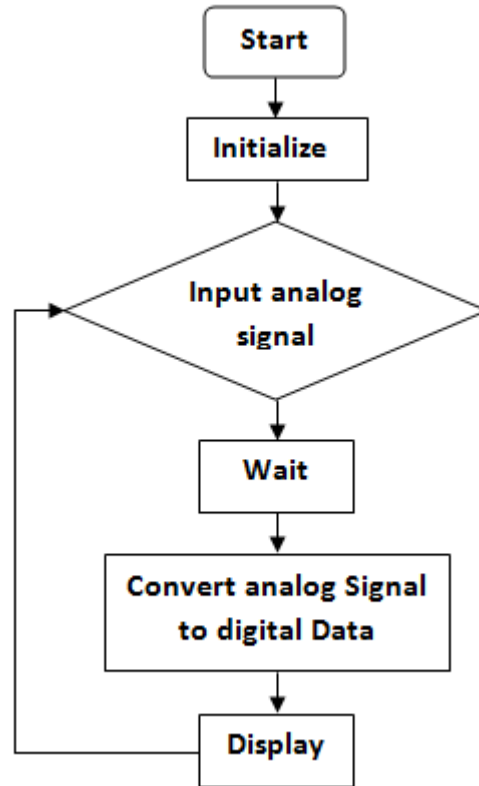 Start
Initialize
Input analog
signal
Wait
Convert analog Signal
to digital Data
Display